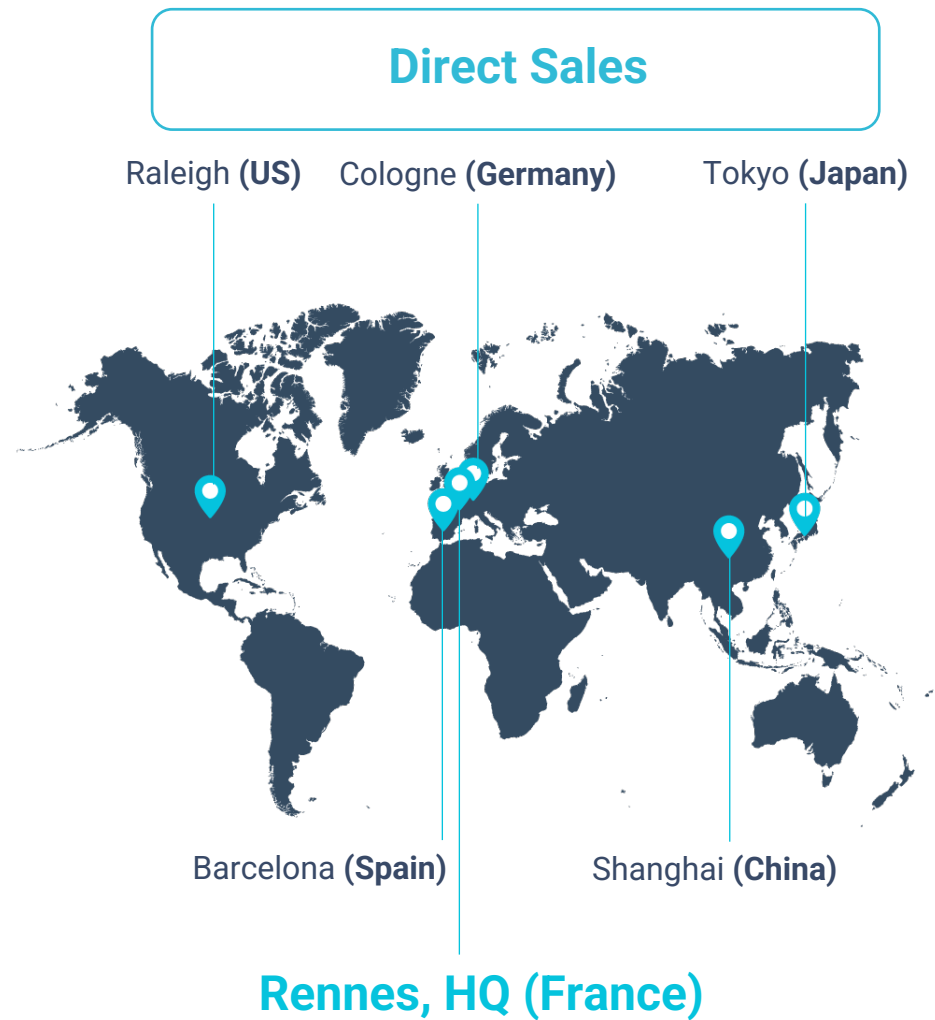 Direct Sales
Raleigh (US)
Cologne (Germany)
Tokyo (Japan)
Barcelona (Spain)
Shanghai (China)
Rennes, HQ (France)